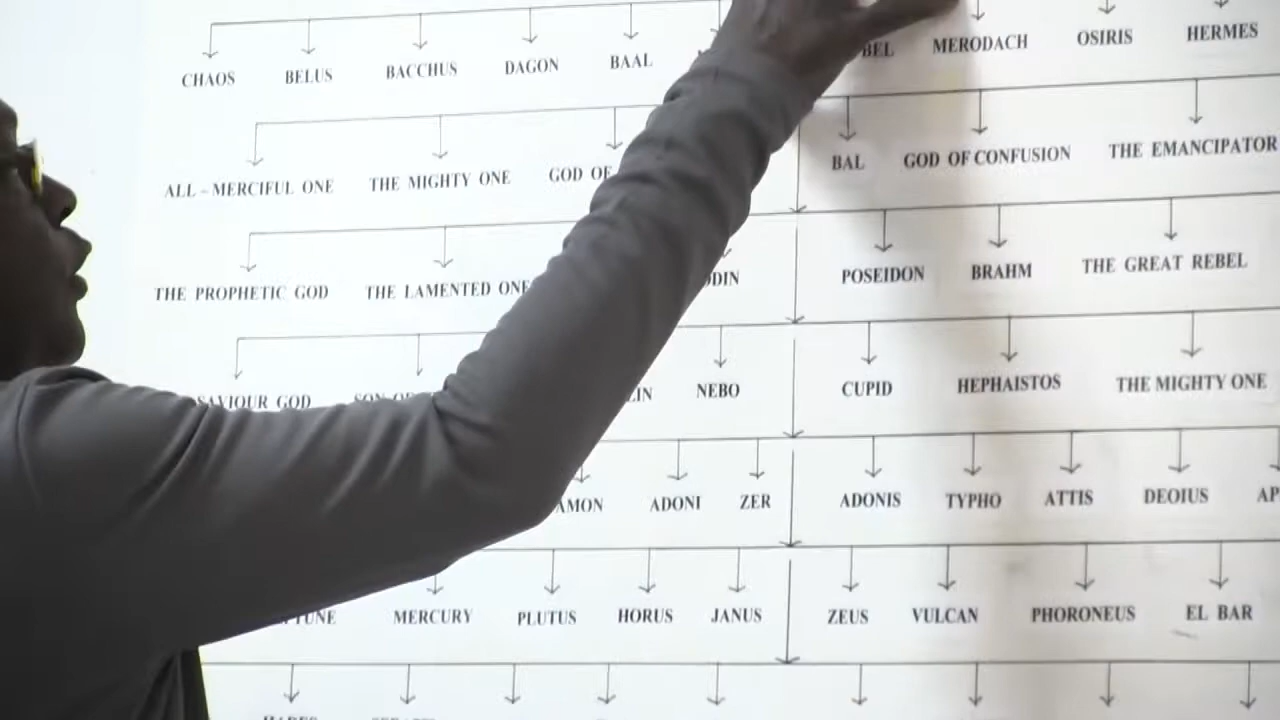 CHAOS BELUS BACCHUS DAGON BAAL BEL MERODACH OSIRIS HERMES
ALL – MERCIFUL ONE THE MIGHTY ONE GOD OF BAL GOD OF CONFUSION THE EMANCIPATOR
THE PROPHETIC GOD THE LAMENTED ONE ODIN POSEIDON BRAHM THE GREAT REBEL
SAVIOUR GOD SON OF NEBO CUPID HEPHAISTOS THE MIGHTY ONE
AMON ADONI ZER ADONIS TYPHO ATTIS DEOIUS
MERCURY PLUTUS HORUS JANUS ZEUS VULCAN PHORONEUS EL BAR